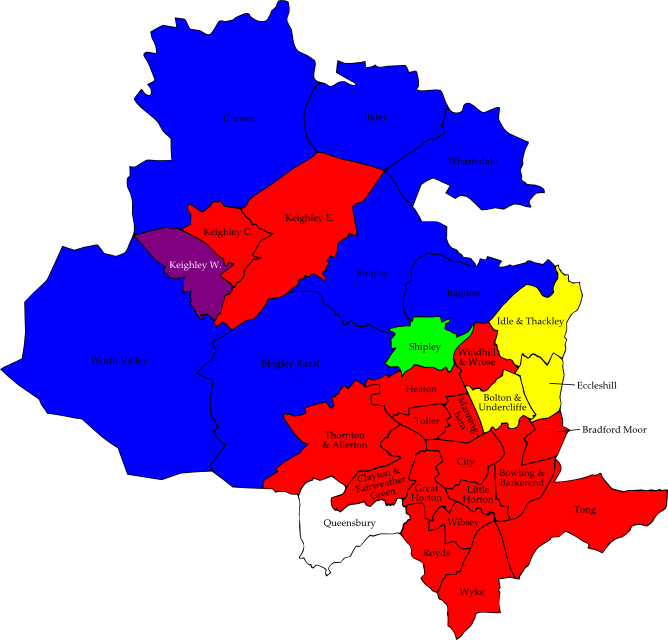 Craven
Ilkley
Wharfedale
Keighley E.
Keighley C.
Keighley W.
Bingley
Baildon
Idle & Thackley
Shipley
Windhill
& Wrose
Worth Valley
Bingley Rural
Eccleshill
Heaton
Bolton &
Undercliffe
Manning-
ham
Toller
Bradford Moor
Thornton
& Allerton
City
Clayton &
Fairweather
Green
Bowling &
Barkerend
Great
Horton
Little
Horton
Tong
Queensbury
Wibsey
Royds
Wyke